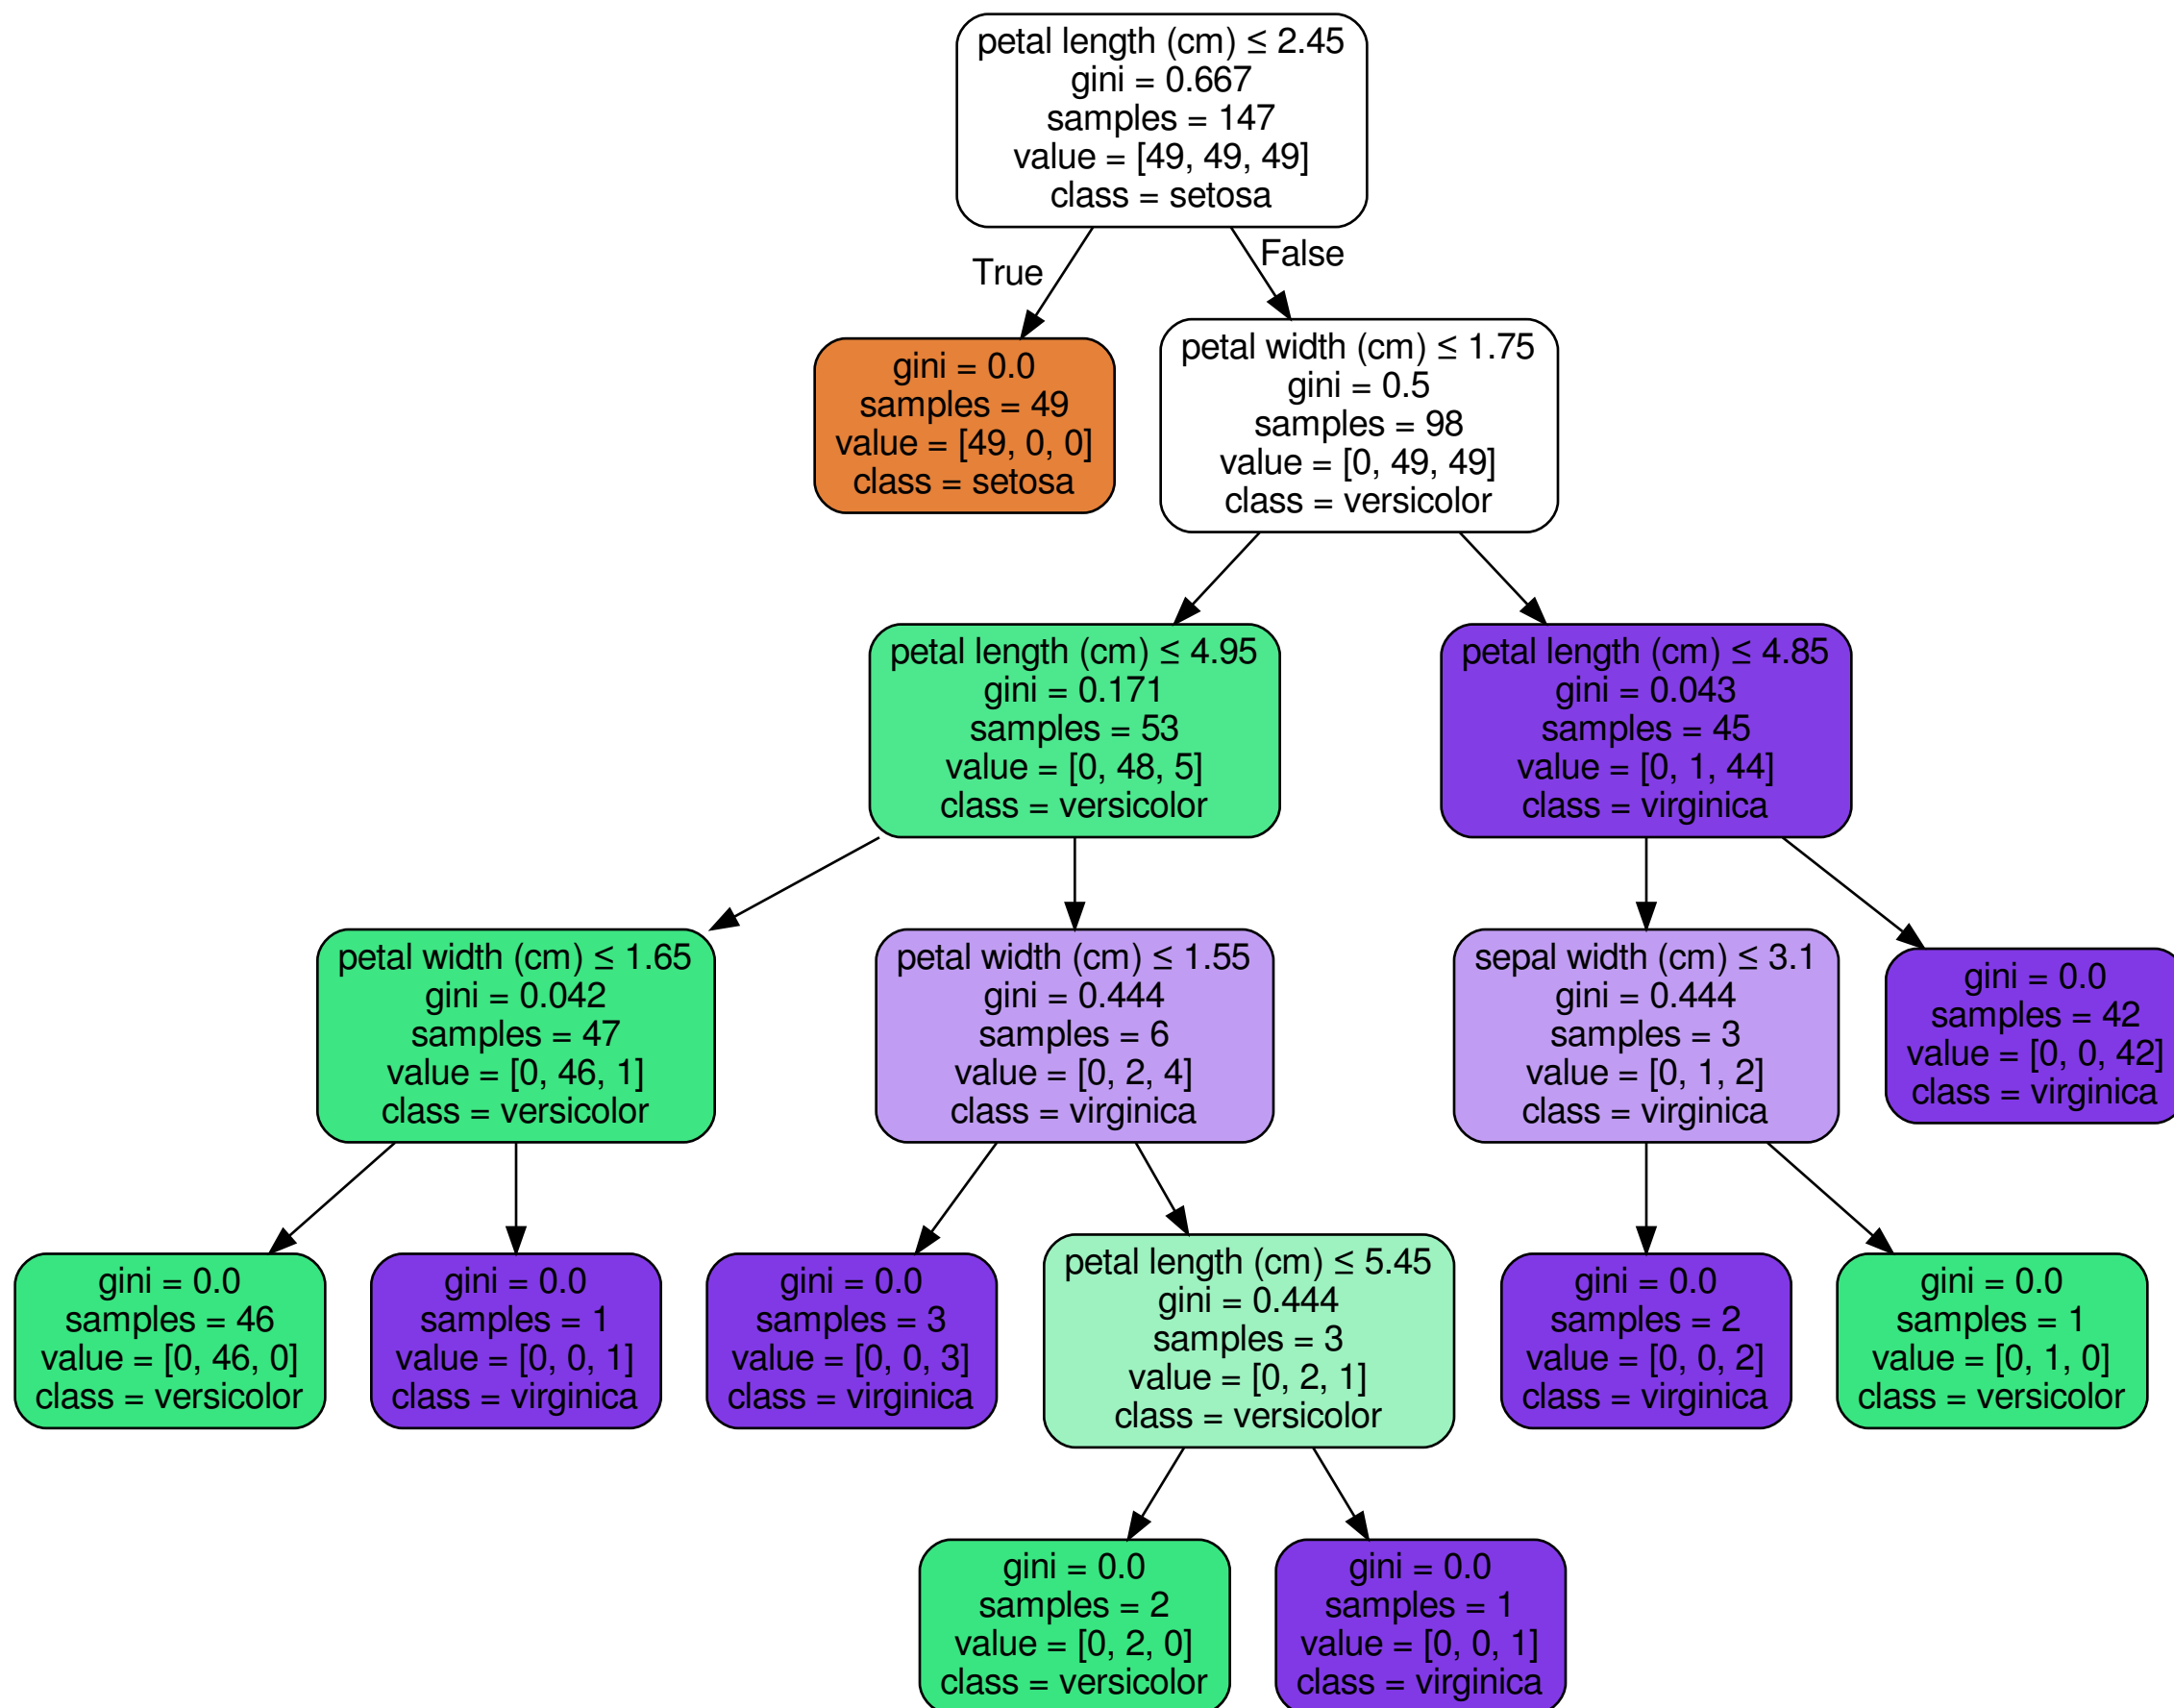 petal length (cm) ≤ 2.45
gini = 0.667
samples = 147
value = [49, 49, 49]
class = setosa
True
False
gini = 0.0
samples = 49
value = [49, 0, 0]
class = setosa
petal width (cm) ≤ 1.75
gini = 0.5
samples = 98
value = [0, 49, 49]
class = versicolor
petal length (cm) ≤ 4.95
gini = 0.171
samples = 53
value = [0, 48, 5]
class = versicolor
petal length (cm) ≤ 4.85
gini = 0.043
samples = 45
value = [0, 1, 44]
class = virginica
petal width (cm) ≤ 1.65
gini = 0.042
samples = 47
value = [0, 46, 1]
class = versicolor
petal width (cm) ≤ 1.55
gini = 0.444
samples = 6
value = [0, 2, 4]
class = virginica
sepal width (cm) ≤ 3.1
gini = 0.444
samples = 3
value = [0, 1, 2]
class = virginica
gini = 0.0
samples = 42
value = [0, 0, 42]
class = virginica
gini = 0.0
samples = 46
value = [0, 46, 0]
class = versicolor
gini = 0.0
samples = 1
value = [0, 0, 1]
class = virginica
gini = 0.0
samples = 3
value = [0, 0, 3]
class = virginica
petal length (cm) ≤ 5.45
gini = 0.444
samples = 3
value = [0, 2, 1]
class = versicolor
gini = 0.0
samples = 2
value = [0, 0, 2]
class = virginica
gini = 0.0
samples = 1
value = [0, 1, 0]
class = versicolor
gini = 0.0
samples = 2
value = [0, 2, 0]
class = versicolor
gini = 0.0
samples = 1
value = [0, 0, 1]
class = virginica